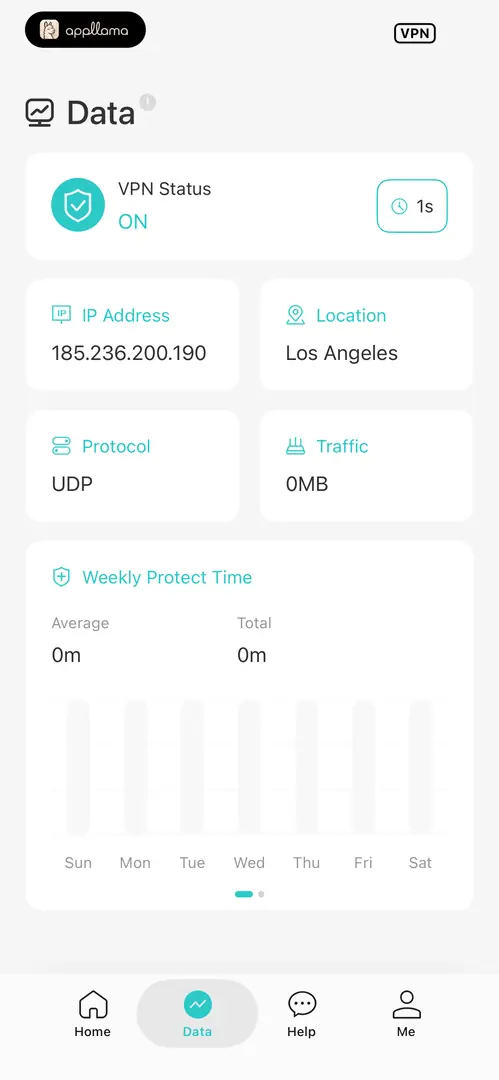 appllama
VPN
Data
VPN Status
ON
1s
IP
IP Address
185.236.200.190
Location
Los Angeles
Protocol
UDP
Traffic
0MB
Weekly Protect Time
Average
Total
0m
0m
Sun Mon Tue Wed Thu Fri Sat
Home
Data
Help
Me